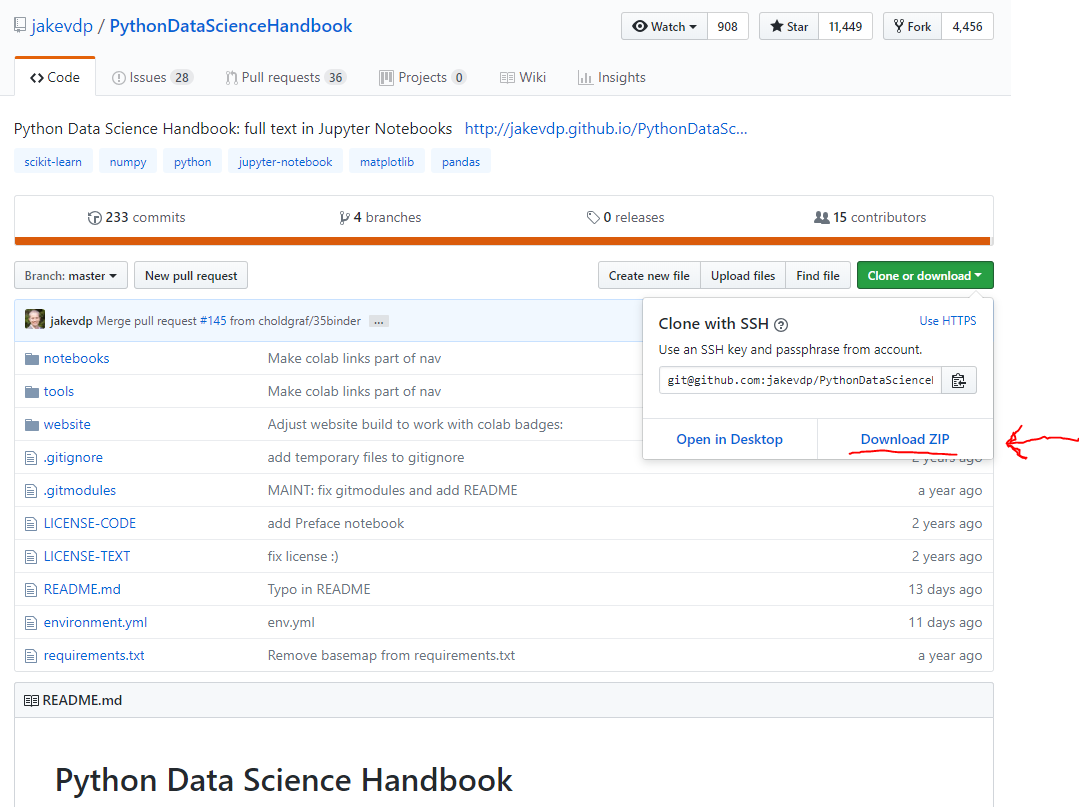 jakevdp / PythonDataScienceHandbook Watch 908 Star 11,449 Fork 4,456
Code Issues 28 Pull requests 36 Projects 0 Wiki Insights
Python Data Science Handbook: full text in Jupyter Notebooks http://jakevdp.github.io/PythonDataSc...
scikit-learn numpy python jupyter-notebook matplotlib pandas
233 commits 4 branches 0 releases 15 contributors
Branch: master New pull request Create new file Upload files Find file Clone or download
jakevdp Merge pull request #145 from choldgraf/35binder ...
Clone with SSH ? Use HTTPS
Use an SSH key and passphrase from account.
git@github.com:jakevdp/PythonDataScienceH
Open in Desktop Download ZIP
notebooks Make colab links part of nav
tools Make colab links part of nav
website Adjust website build to work with colab badges:
.gitignore add temporary files to gitignore 2 years ago
.gitmodules MAINT: fix gitmodules and add README a year ago
LICENSE-CODE add Preface notebook 2 years ago
LICENSE-TEXT fix license :) 2 years ago
README.md Typo in README 13 days ago
environment.yml env.yml 11 days ago
requirements.txt Remove basemap from requirements.txt a year ago
README.md
Python Data Science Handbook